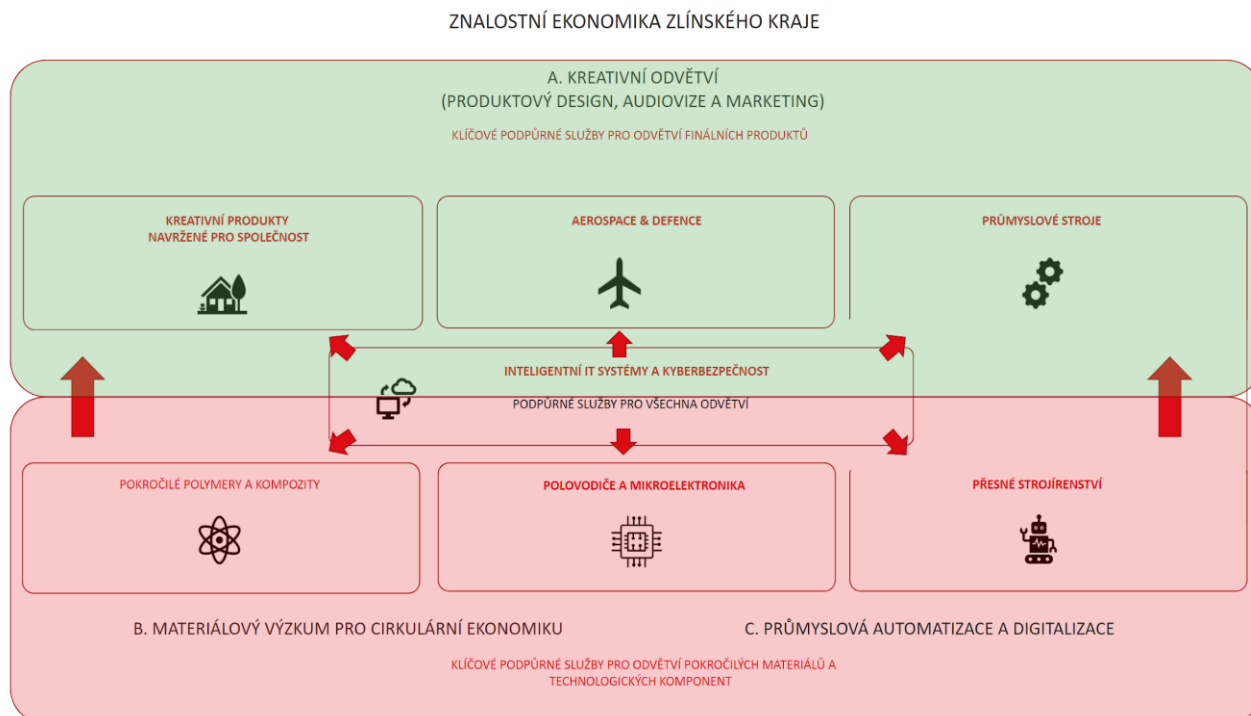 ZNALOSTNÍ EKONOMIKA ZLÍNSKÉHO KRAJE
A. KREATIVNÍ ODVĚTVÍ
(PRODUKTOVÝ DESIGN, AUDIOVIZE A MARKETING)
KLÍČOVÉ PODPŮRNÉ SLUŽBY PRO ODVĚTVÍ FINÁLNÍCH PRODUKTŮ
KREATIVNÍ PRODUKTY
NAVRŽENÉ PRO SPOLEČNOST
AEROSPACE & DEFENCE
PRŮMYSLOVÉ STROJE
INTELIGENTNÍ IT SYSTÉMY A KYBERBEZPEČNOST
PODPŮRNÉ SLUŽBY PRO VŠECHNA ODVĚTVÍ
POKROČILÉ POLYMERY A KOMPOZITY
POLOVODIČE A MIKROELEKTRONIKA
PŘESNÉ STROJÍRENSTVÍ
B. MATERIÁLOVÝ VÝZKUM PRO CIRKULÁRNÍ EKONOMIKU
C. PRŮMYSLOVÁ AUTOMATIZACE A DIGITALIZACE
KLÍČOVÉ PODPŮRNÉ SLUŽBY PRO ODVĚTVÍ POKROČILÝCH MATERIÁLŮ A
TECHNOLOGICKÝCH KOMPONENT